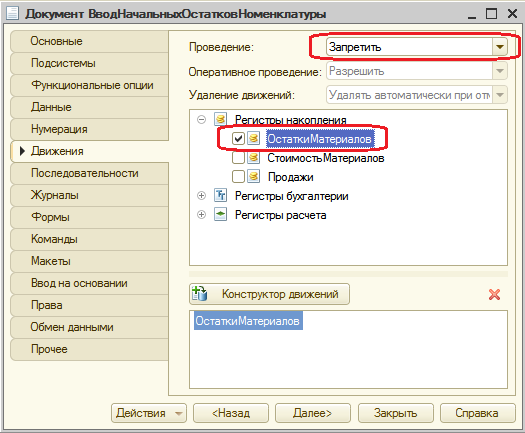 Документ ВводНачальныхОстатковНоменклатуры
Основные
Подсистемы
Функциональные опции
Данные
Нумерация
Движения
Последовательности
Журналы
Формы
Команды
Макеты
Ввод на основании
Права
Обмен данными
Прочее
Проведение: Запретить
Оперативное проведение: Разрешить
Удаление движений: Удалять автоматически при отм
Регистры накопления
ОстаткиМатериалов
СтоимостьМатериалов
Продажи
Регистры бухгалтерии
Регистры расчета
Конструктор движений
ОстаткиМатериалов
Действия <Назад Далее> Закрыть Справка